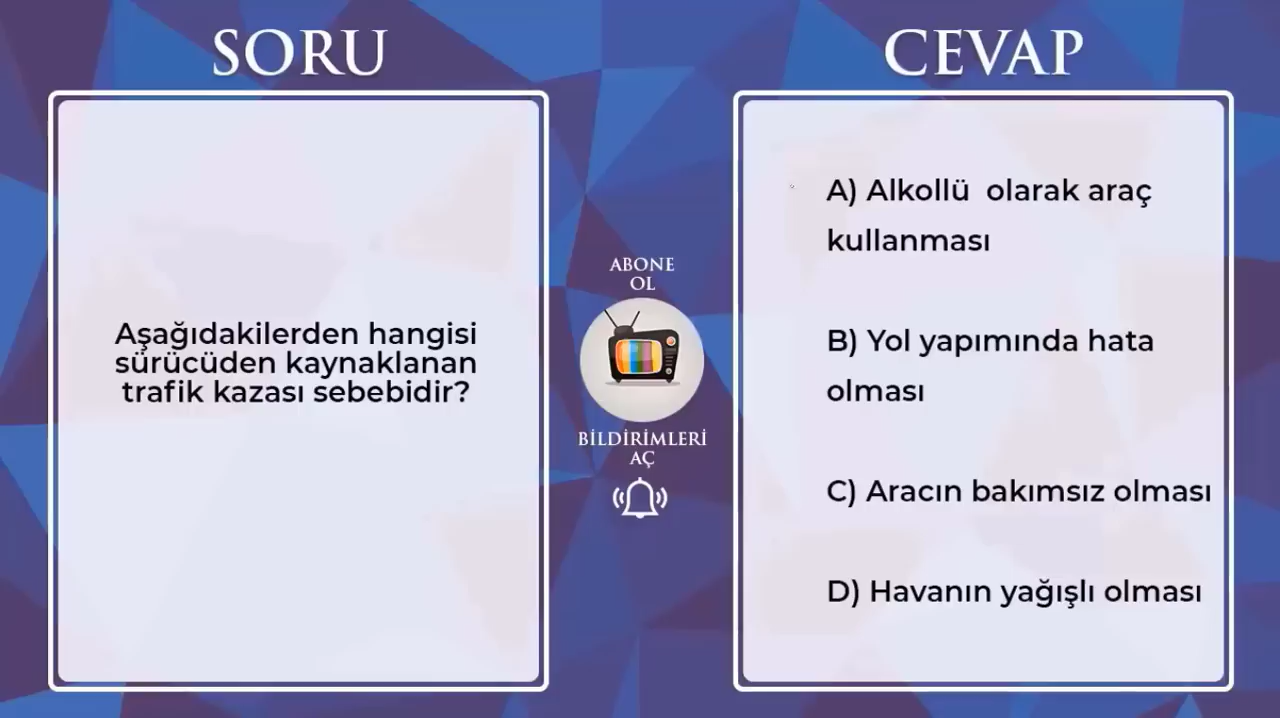 SORU
Aşağıdakilerden hangisi
sürücüden kaynaklanan
trafik kazası sebebidir?
ABONE
OL
BİLDİRİMLERİ
AÇ
CEVAP
A) Alkollü  olarak araç
kullanması
B) Yol yapımında hata
olması
C) Aracın bakımsız olması
D) Havanın yağışlı olması